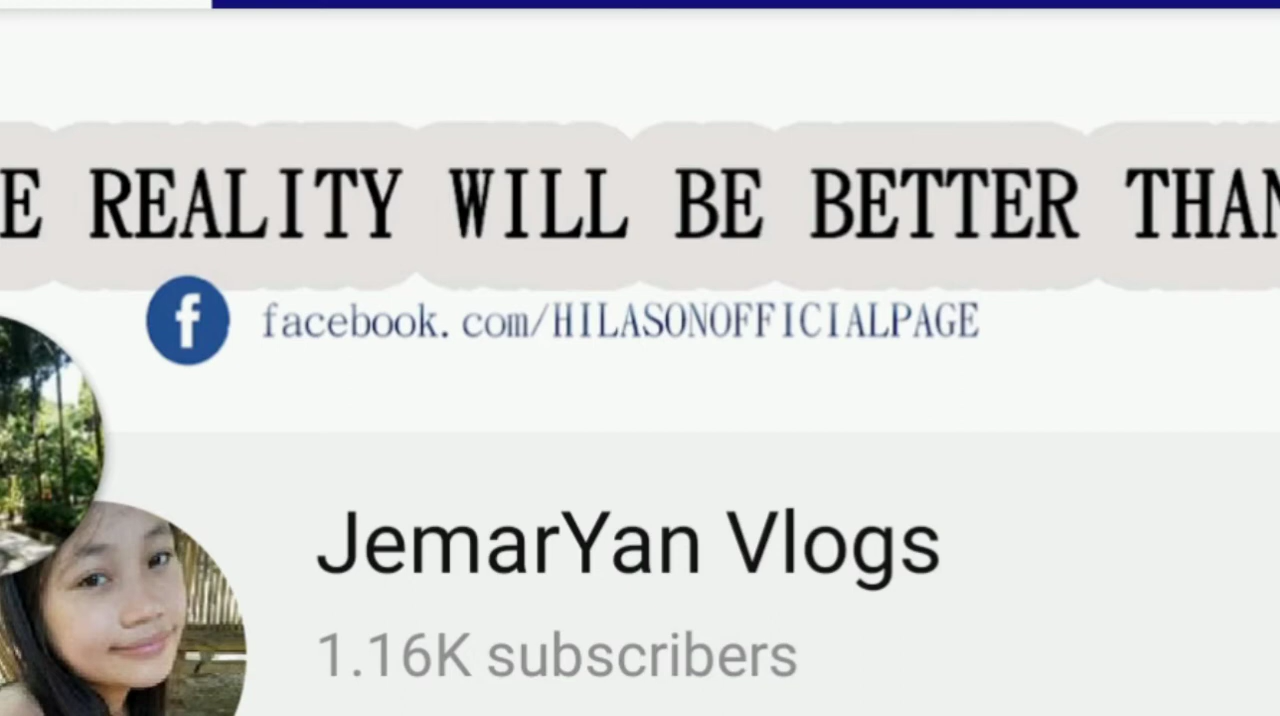 E REALITY WILL BE BETTER THAN
f facebook.com/HILASONOFFICIALPAGE
JemarYan Vlogs
1.16K subscribers